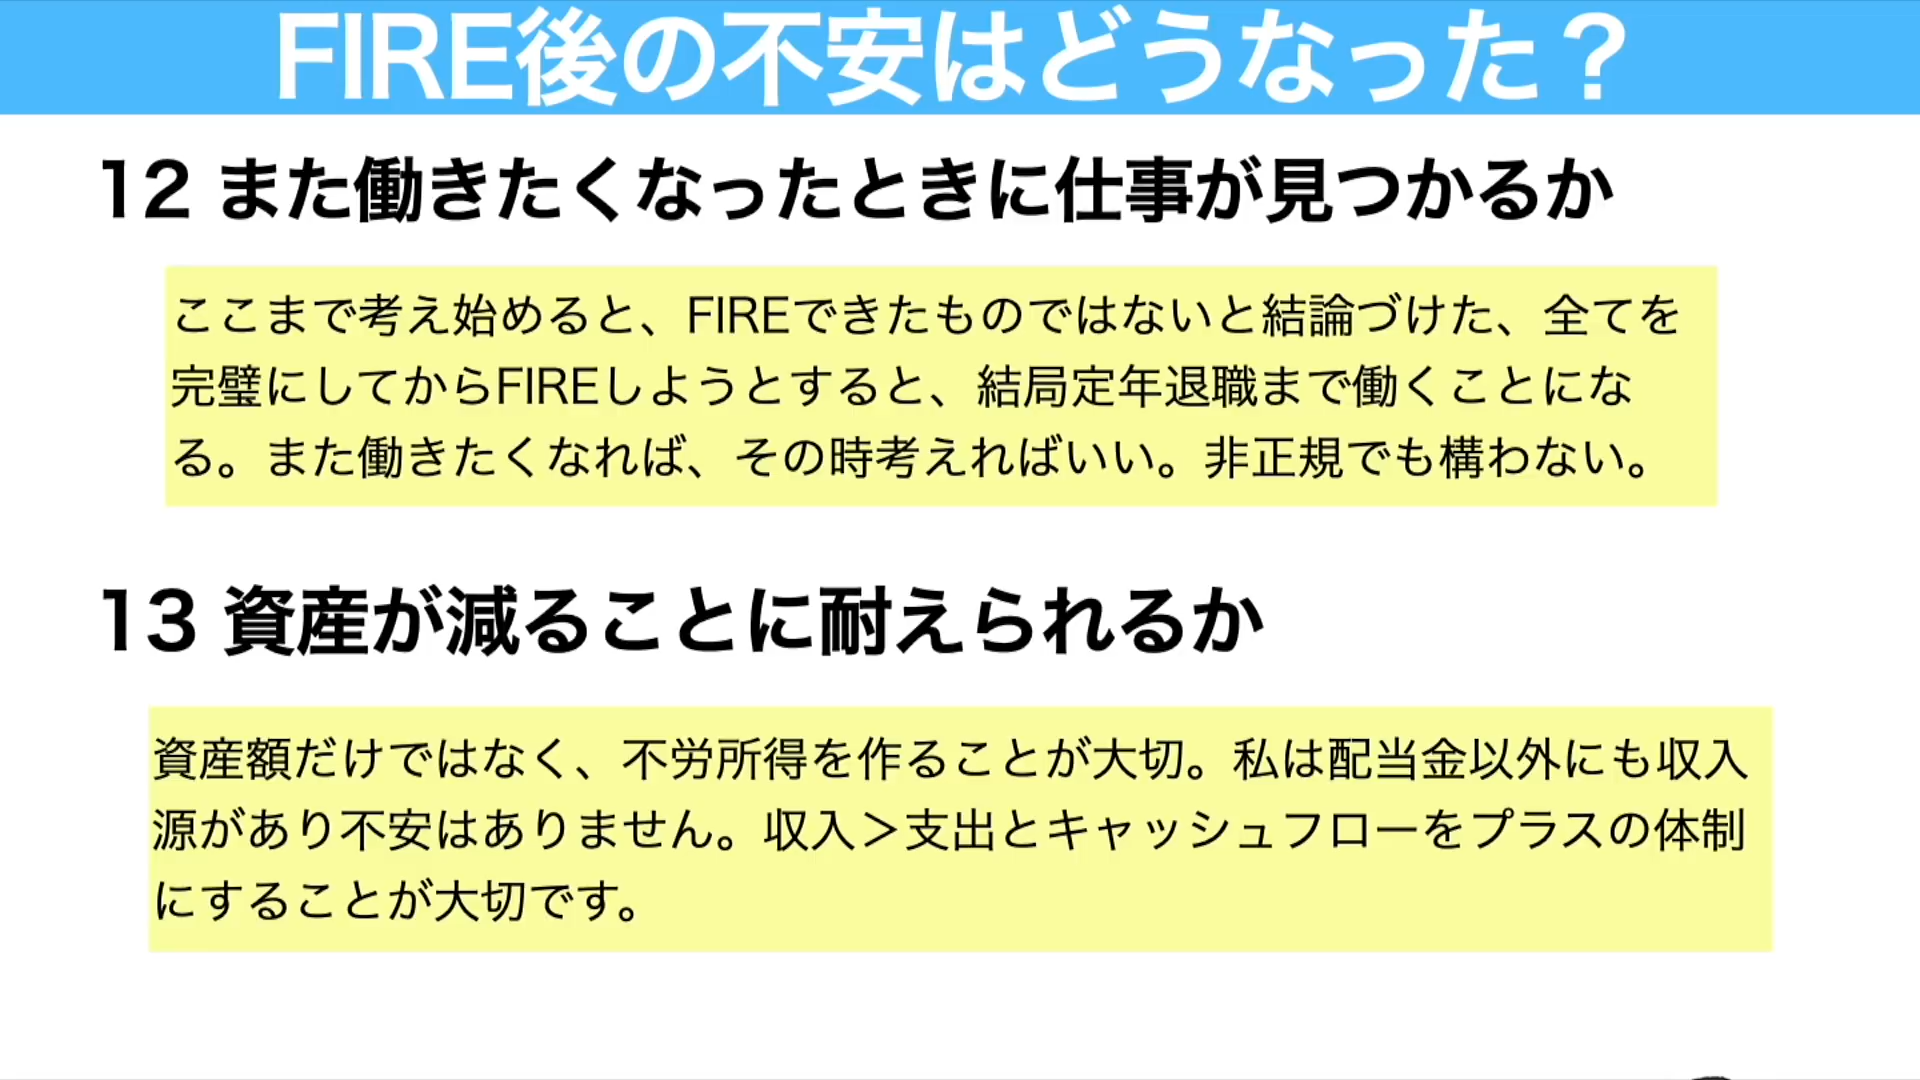 FIRE後の不安はどうなった？
12 また働きたくなったときに仕事が見つかるか
ここまで考え始めると、FIREできたものではないと結論づけた、全てを
完璧にしてからFIREしようとすると、結局定年退職まで働くことにな
る。また働きたくなれば、その時考えればいい。非正規でも構わない。
13 資産が減ることに耐えられるか
資産額だけではなく、不労所得を作ることが大切。私は配当金以外にも収入
源があり不安はありません。収入＞支出とキャッシュフローをプラスの体制
にすることが大切です。